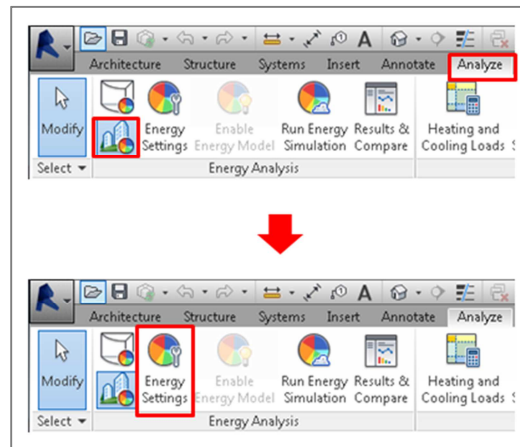 Architecture Structure Systems Insert Annotate Analyze
Modify Energy Settings Enable Energy Model Run Energy Simulation Results & Compare Heating and Cooling Loads
Select Energy Analysis
Architecture Structure Systems Insert Annotate Analyze
Modify Energy Settings Enable Energy Model Run Energy Simulation Results & Compare Heating and Cooling Loads
Select Energy Analysis